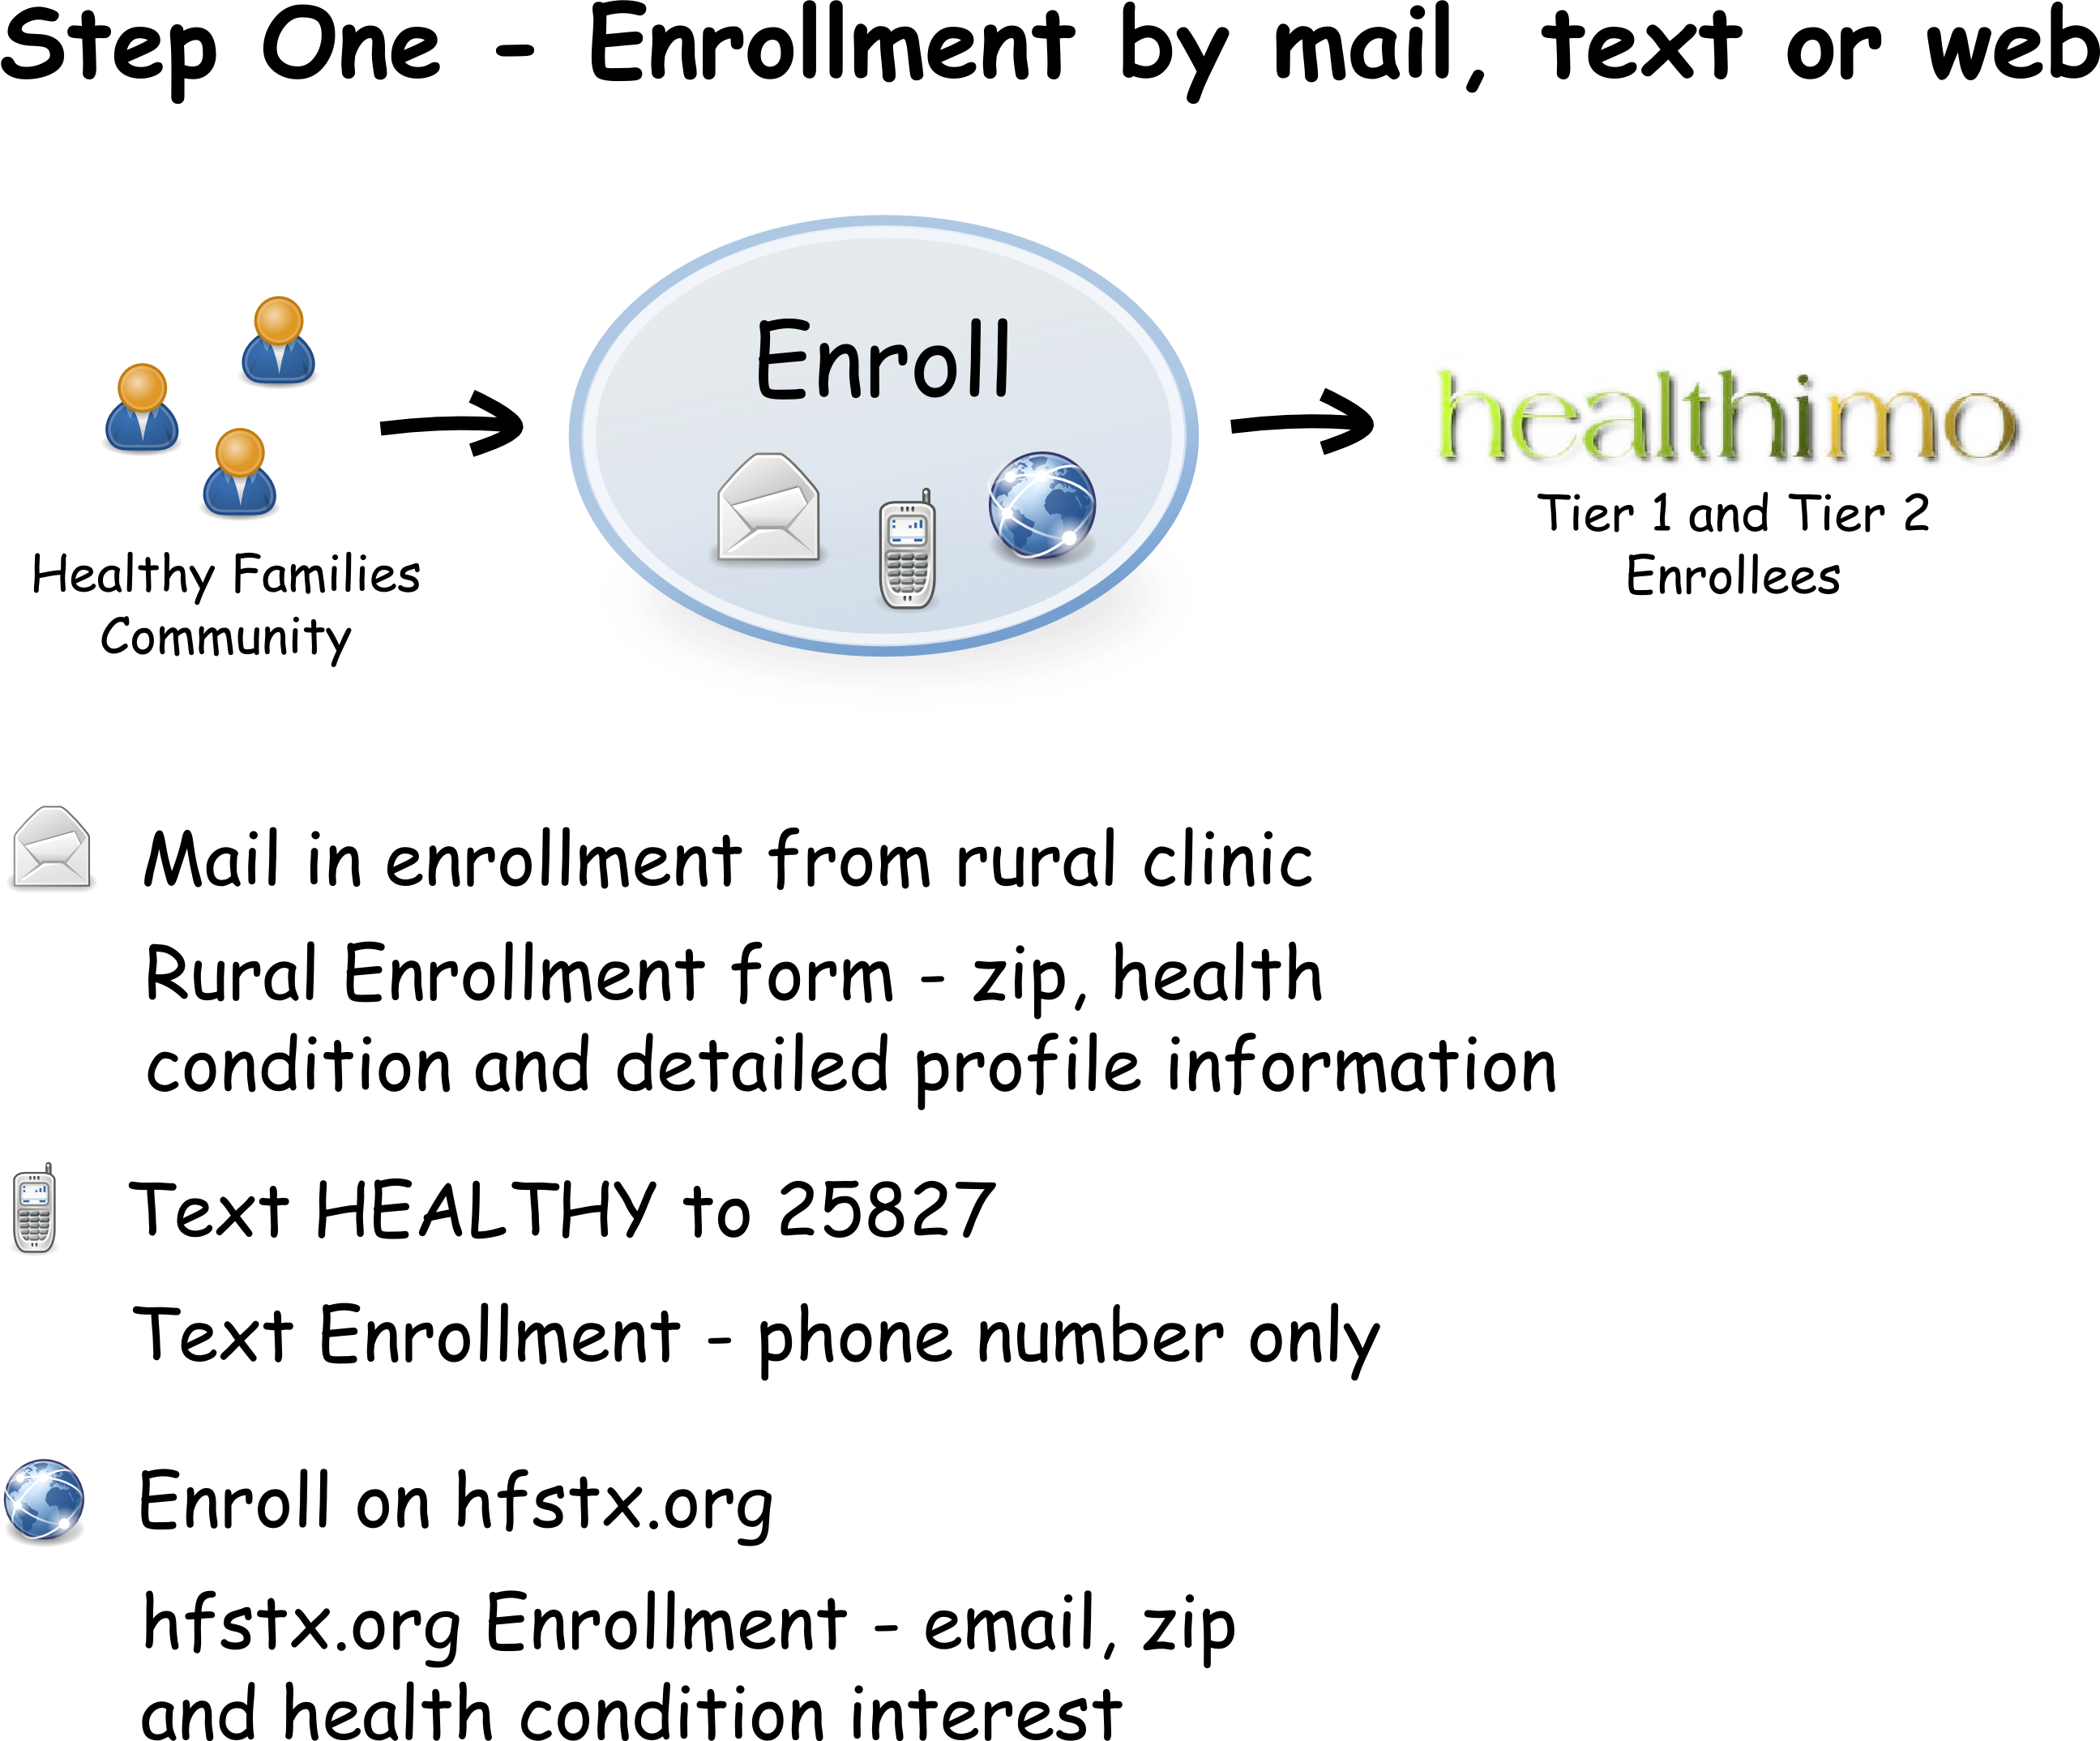 Step One - Enrollment by mail, text or web
Enroll
healthimo
Tier 1 and Tier 2
Enrollees
Healthy Families
Community
Mail in enrollment from rural clinic
Rural Enrollment form - zip, health
condition and detailed profile information
Text HEALTHY to 25827
Text Enrollment - phone number only
Enroll on hfstx.org
hfstx.org Enrollment - email, zip
and health condition interest